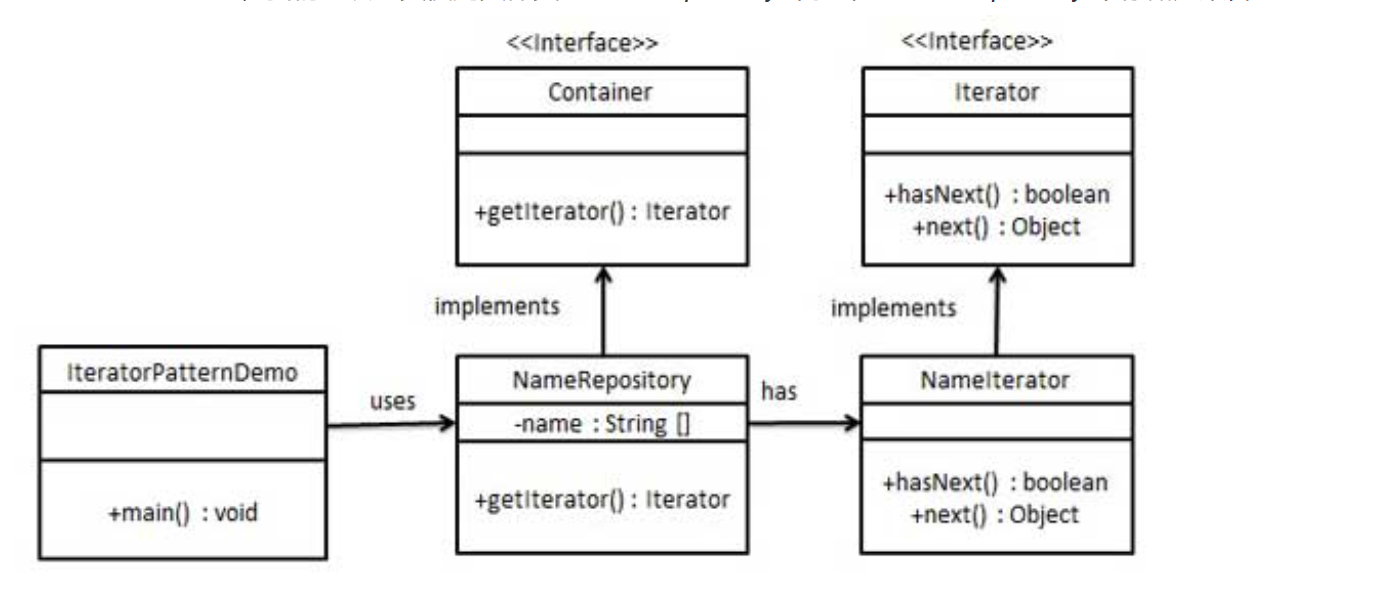 <<Interface>>
Container
+getIterator() : Iterator
<<Interface>>
Iterator
+hasNext() : boolean
+next() : Object
implements
implements
IteratorPatternDemo
+main() : void
uses
NameRepository
-name : String []
+getIterator() : Iterator
has
NameIterator
+hasNext() : boolean
+next() : Object